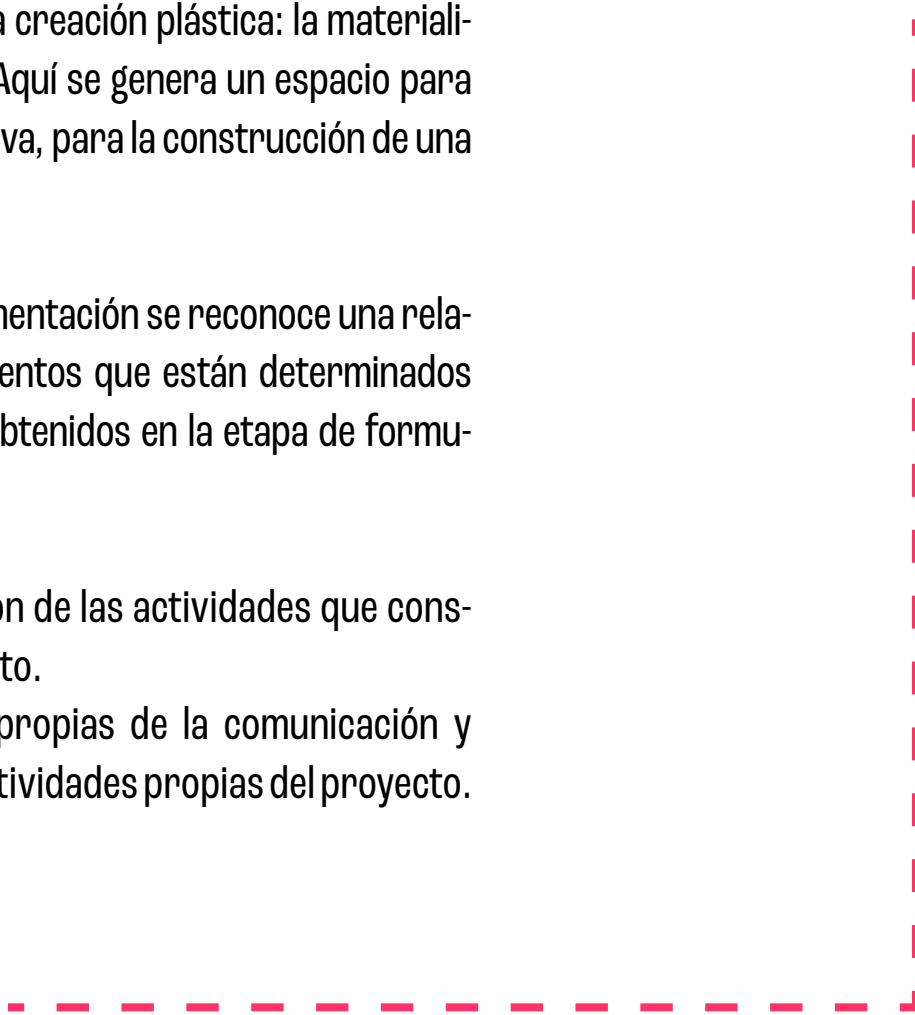 a creación plástica: la materiali-
Aquí se genera un espacio para
va, para la construcción de una
mentación se reconoce una rela-
entos que están determinados
btenidos en la etapa de formu-
ón de las actividades que cons-
to.
propias de la comunicación y
tividades propias del proyecto.